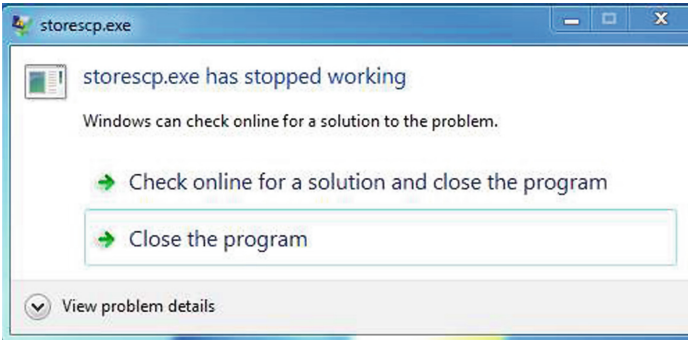 storescp.exe
storescp.exe has stopped working
Windows can check online for a solution to the problem.
Check online for a solution and close the program
Close the program
View problem details